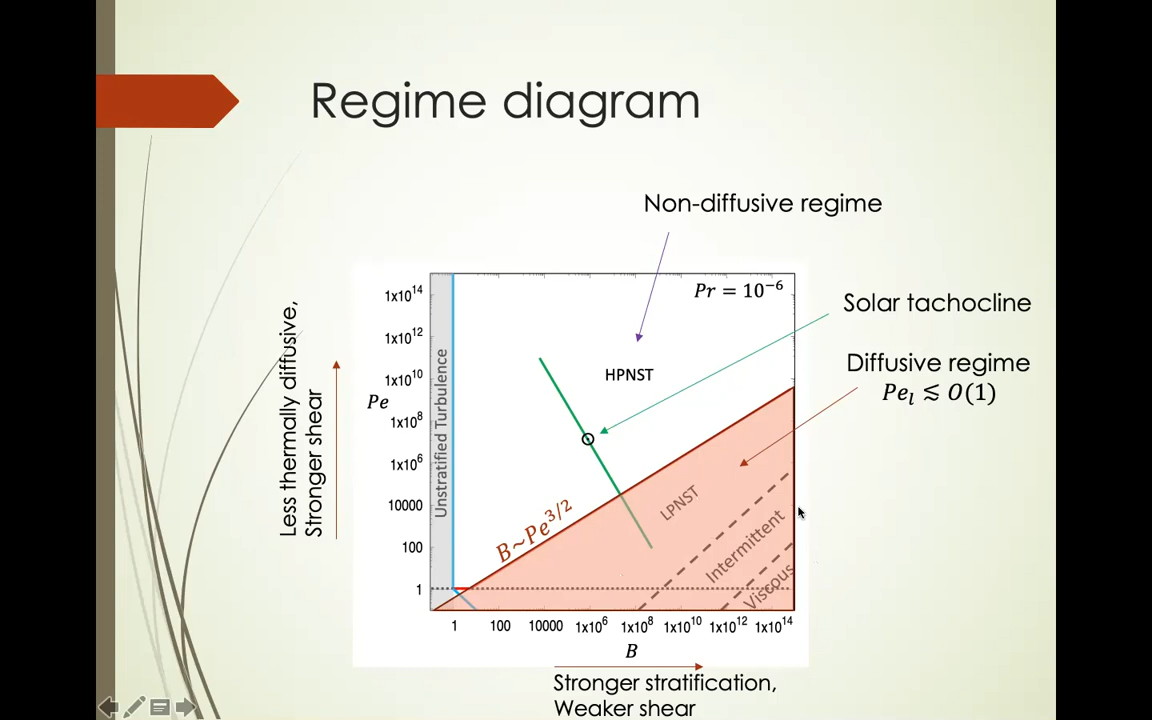 Regime diagram
Non-diffusive regime
Pr = 10⁻⁶
Solar tachocline
Diffusive regime
Pe_l ≲ O(1)
Less thermally diffusive,
Stronger shear
Pe
1x10¹⁴
1x10¹²
1x10¹⁰
1x10⁸
1x10⁶
10000
100
1
Unstratified Turbulence
HPNST
B~Pe^3/2
LPNST
Intermittent
Viscous
1 100 10000 1x10⁶ 1x10⁸ 1x10¹⁰ 1x10¹² 1x10¹⁴
B
Stronger stratification,
Weaker shear